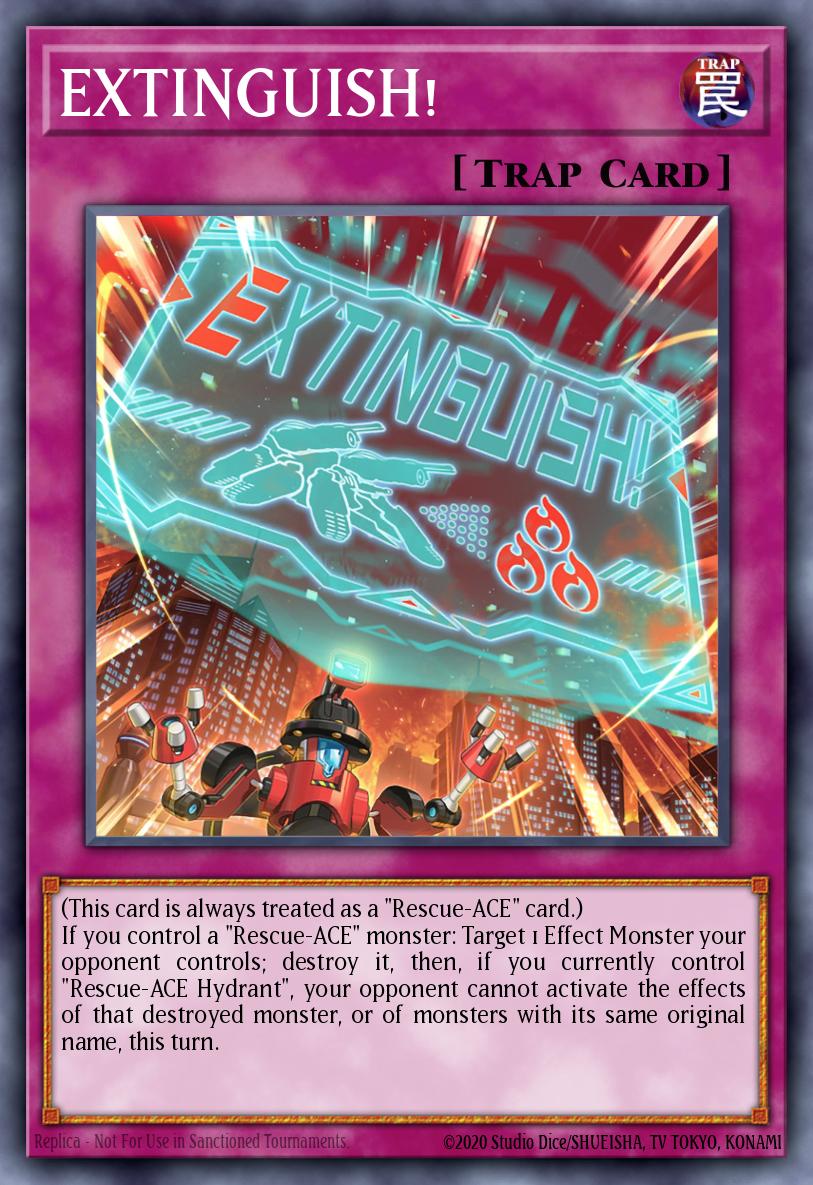 EXTINGUISH!
TRAP
罠
[TRAP CARD]
EXTINGUISH!
(This card is always treated as a "Rescue-ACE" card.)
If you control a "Rescue-ACE" monster: Target 1 Effect Monster your
opponent controls; destroy it, then, if you currently control
"Rescue-ACE Hydrant", your opponent cannot activate the effects
of that destroyed monster, or of monsters with its same original
name, this turn.
Replica - Not For Use in Sanctioned Tournaments.
©2020 Studio Dice/SHUEISHA, TV TOKYO, KONAMI